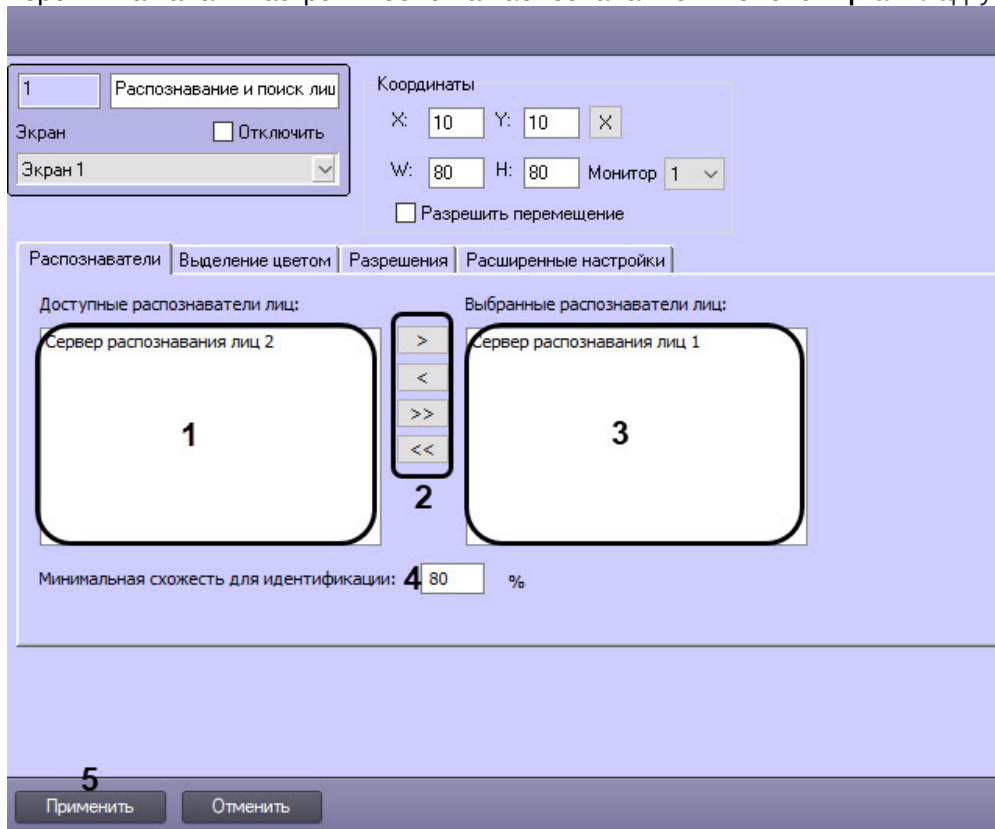 1 Распознавание и поиск лиц
Экран Отключить
Экран 1
Координаты
X: 10 Y: 10 X
W: 80 H: 80 Монитор 1
Разрешить перемещение
Распознаватели Выделение цветом Разрешения Расширенные настройки
Доступные распознаватели лиц: Выбранные распознаватели лиц:
Сервер распознавания лиц 2 > Сервер распознавания лиц 1
<
>>
<<
1 3
2
Минимальная схожесть для идентификации: 4 80 %
5
Применить Отменить